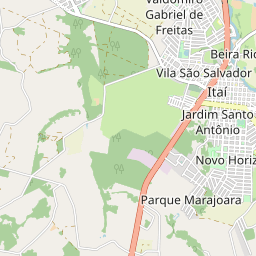 Valdomiro
Gabriel de
Freitas
Beira Rio
Vila São Salvador
Itaí
Jardim Santo
Antônio
Novo Horiz
Parque Marajoara